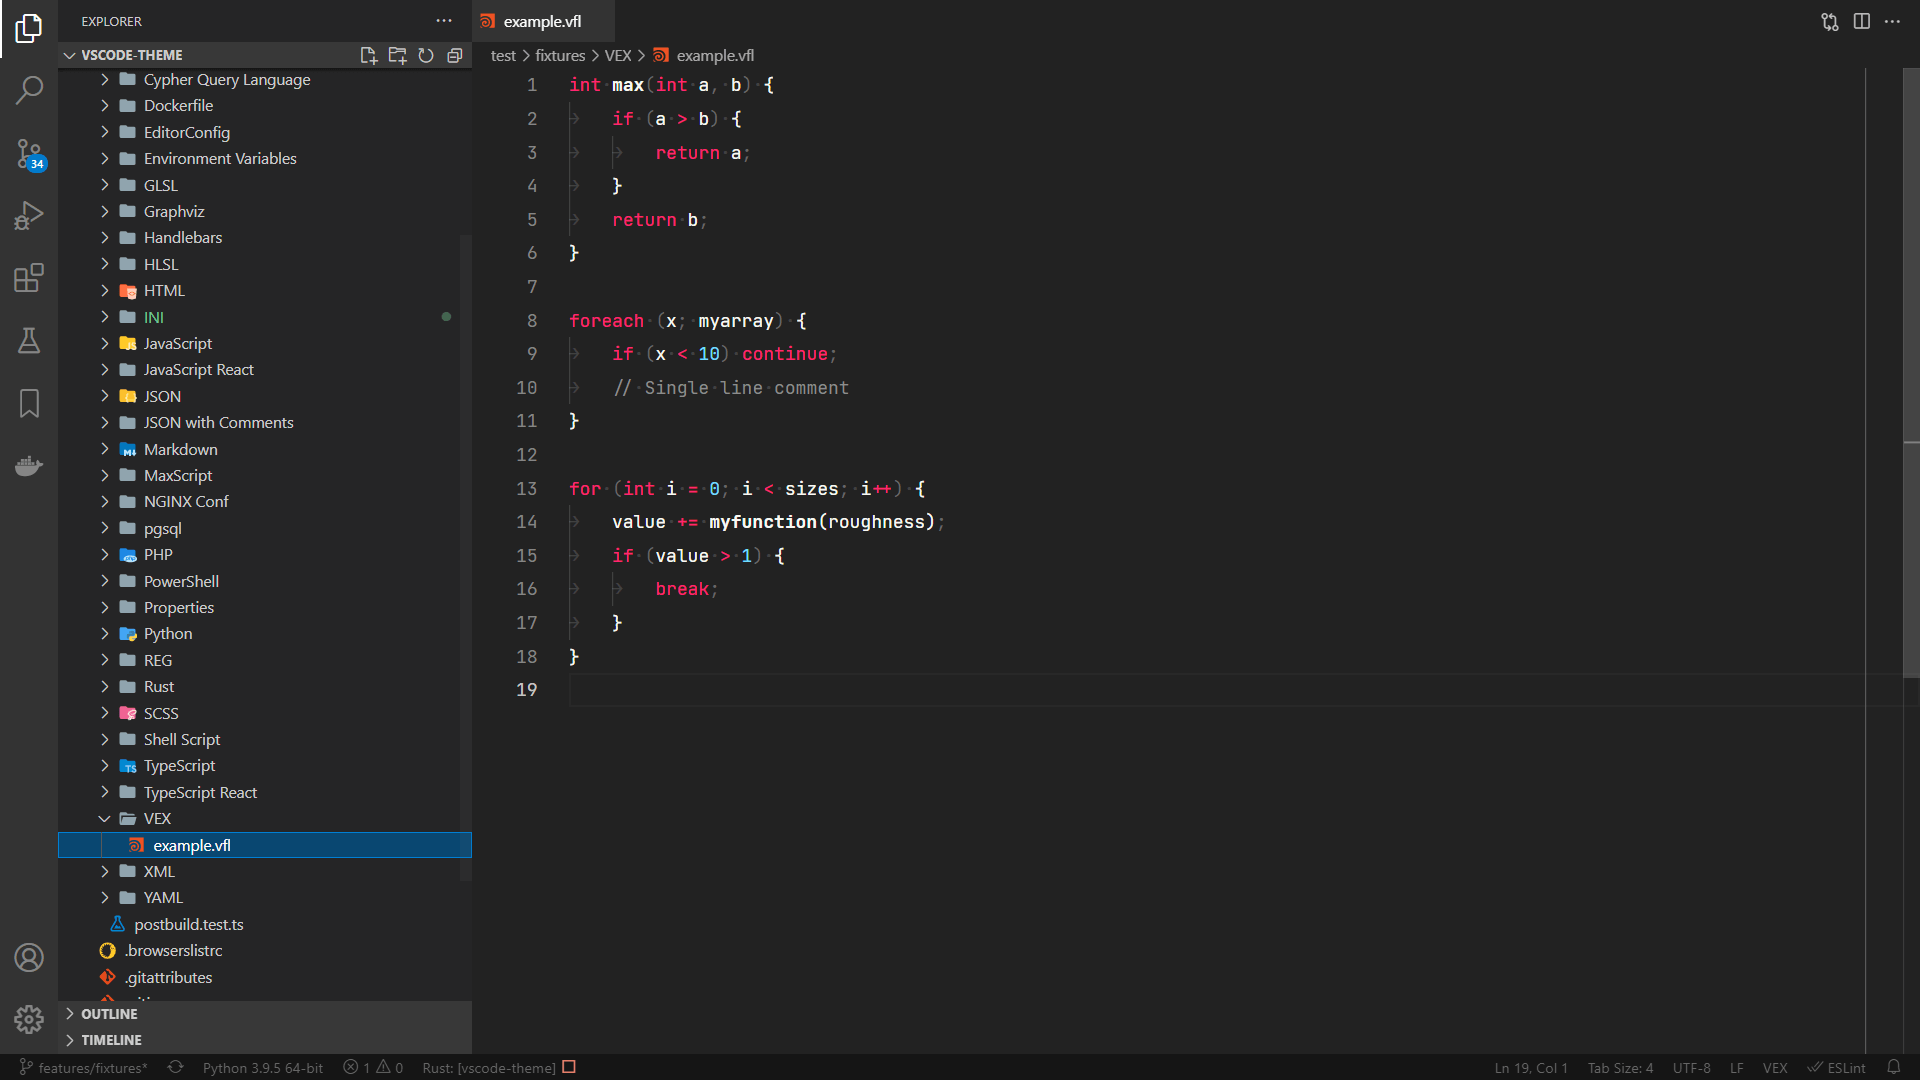 EXPLORER
VSCODE-THEME
Cypher Query Language
Dockerfile
EditorConfig
Environment Variables
GLSL
Graphviz
Handlebars
HLSL
HTML
INI
JavaScript
JavaScript React
JSON
JSON with Comments
Markdown
MaxScript
NGINX Conf
pgsql
PHP
PowerShell
Properties
Python
REG
Rust
SCSS
Shell Script
TypeScript
TypeScript React
VEX
example.vfl
XML
YAML
postbuild.test.ts
.browserslistrc
.gitattributes
OUTLINE
TIMELINE
34
example.vfl
test > fixtures > VEX > example.vfl
1 int max(int a, b) {
2 if (a > b) {
3 return a;
4 }
5 return b;
6 }
7
8 foreach (x; myarray) {
9 if (x < 10) continue;
10 // Single line comment
11 }
12
13 for (int i = 0; i < sizes; i++) {
14 value += myfunction(roughness);
15 if (value > 1) {
16 break;
17 }
18 }
19
features/fixtures* Python 3.9.5 64-bit 1 0 Rust: [vscode-theme] Ln 19, Col 1 Tab Size: 4 UTF-8 LF VEX ESLint